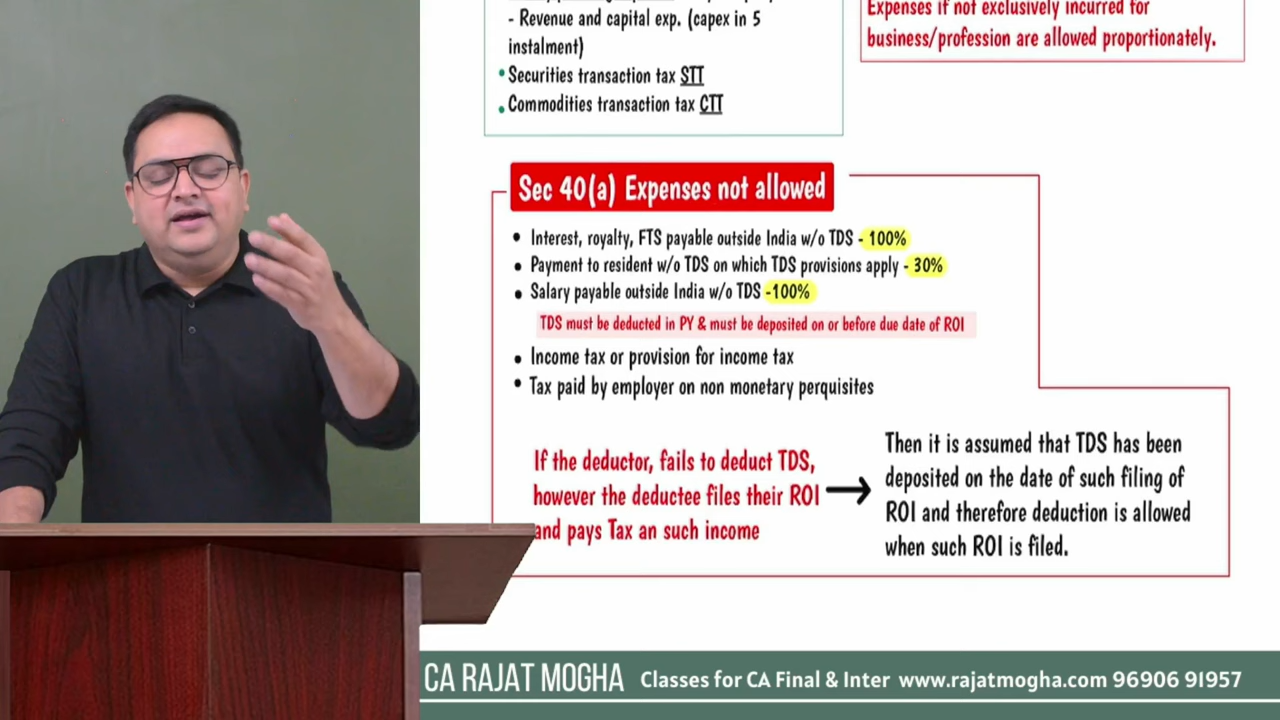 - Revenue and capital exp. (capex in 5
instalment)
• Securities transaction tax STT
• Commodities transaction tax CTT
Expenses if not exclusively incurred for
business/profession are allowed proportionately.
Sec 40(a) Expenses not allowed
• Interest, royalty, FTS payable outside India w/o TDS - 100%
• Payment to resident w/o TDS on which TDS provisions apply - 30%
• Salary payable outside India w/o TDS -100%
TDS must be deducted in PY & must be deposited on or before due date of ROI
• Income tax or provision for income tax
• Tax paid by employer on non monetary perquisites
If the deductor, fails to deduct TDS,
however the deductee files their ROI
and pays Tax an such income
Then it is assumed that TDS has been
deposited on the date of such filing of
ROI and therefore deduction is allowed
when such ROI is filed.
CA RAJAT MOGHA Classes for CA Final & Inter www.rajatmogha.com 96906 91957